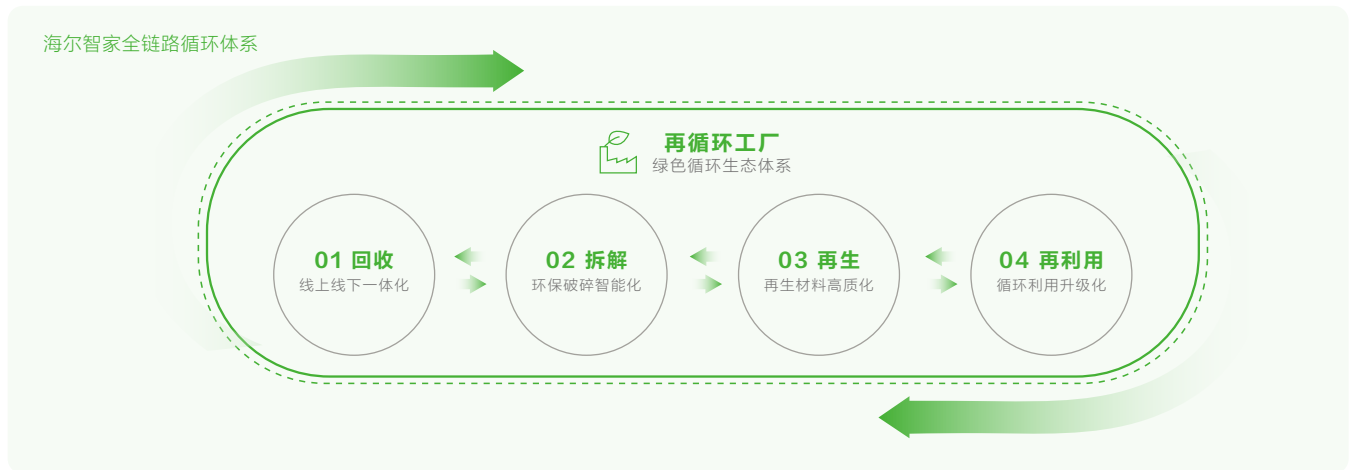 海尔智家全链路循环体系
再循环工厂
绿色循环生态体系
01 回收
线上线下一体化
02 拆解
环保破碎智能化
03 再生
再生材料高质化
04 再利用
循环利用升级化